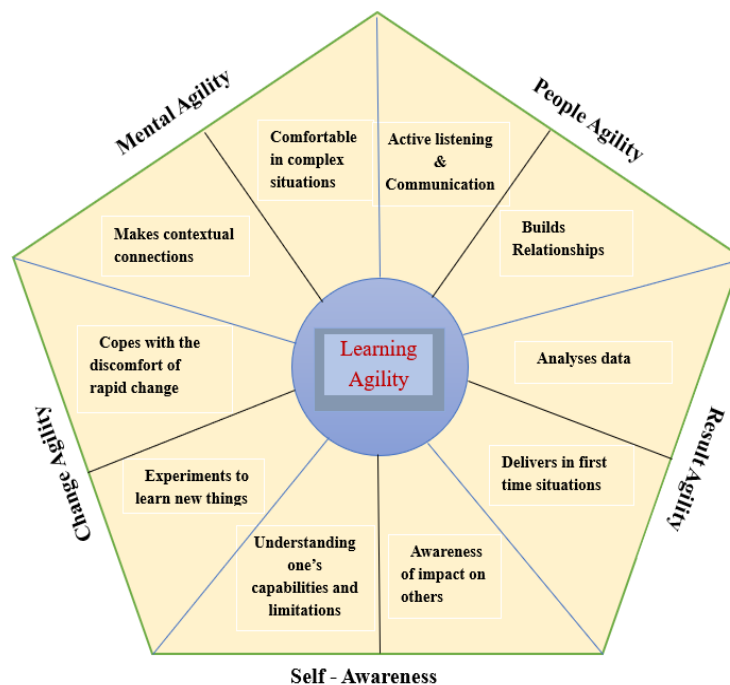 Mental Agility
People Agility
Comfortable
in complex
situations
Active listening
&
Communication
Makes contextual
connections
Builds
Relationships
Copes with the
discomfort of
rapid change
Learning
Agility
Analyses data
Change Agility
Result Agility
Experiments to
learn new things
Delivers in first
time situations
Understanding
one's
capabilities and
limitations
Awareness
of impact on
others
Self - Awareness